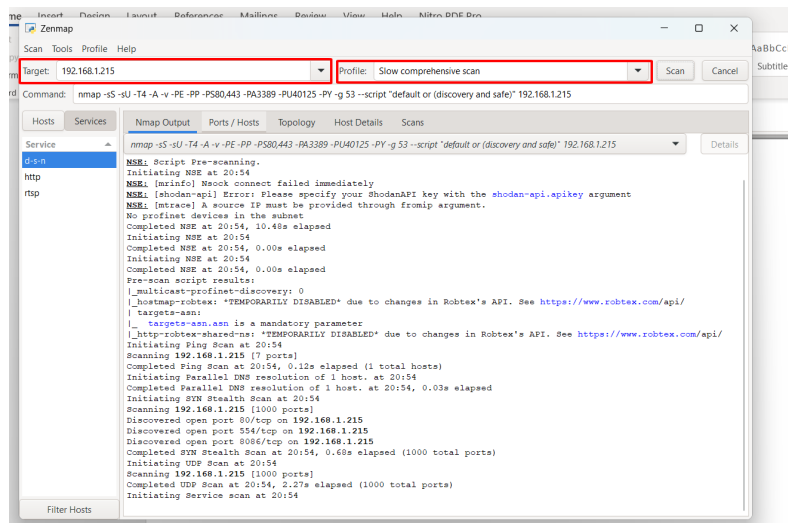 me Insert Design Layout References Mailings Review View Help Nitro PDF Pro
Zenmap
Scan Tools Profile Help
AaBbCc
Target: 192.168.1.215 Profile: Slow comprehensive scan Scan Cancel
Subtitle
Command: nmap -sS -sU -T4 -A -v -PE -PP -PS80,443 -PA3389 -PU40125 -PY -g 53 --script "default or (discovery and safe)" 192.168.1.215
Hosts Services Nmap Output Ports / Hosts Topology Host Details Scans
Service nmap -sS -sU -T4 -A -v -PE -PP -PS80,443 -PA3389 -PU40125 -PY -g 53 --script "default or (discovery and safe)" 192.168.1.215 Details
d-s-n
http
rtsp
NSE: Script Pre-scanning.
Initiating NSE at 20:54
NSE: [mrinfo] Nsock connect failed immediately
NSE: [shodan-api] Error: Please specify your ShodanAPI key with the shodan-api.apikey argument
NSE: [mtrace] A source IP must be provided through fromip argument.
No profinet devices in the subnet
Completed NSE at 20:54, 10.48s elapsed
Initiating NSE at 20:54
Completed NSE at 20:54, 0.00s elapsed
Initiating NSE at 20:54
Completed NSE at 20:54, 0.00s elapsed
Pre-scan script results:
|_multicast-profinet-discovery: 0
|_hostmap-robtex: *TEMPORARILY DISABLED* due to changes in Robtex's API. See https://www.robtex.com/api/
| targets-asn:
|_ targets-asn.asn is a mandatory parameter
|_http-robtex-shared-ns: *TEMPORARILY DISABLED* due to changes in Robtex's API. See https://www.robtex.com/api/
Initiating Ping Scan at 20:54
Scanning 192.168.1.215 [7 ports]
Completed Ping Scan at 20:54, 0.12s elapsed (1 total hosts)
Initiating Parallel DNS resolution of 1 host. at 20:54
Completed Parallel DNS resolution of 1 host. at 20:54, 0.03s elapsed
Initiating SYN Stealth Scan at 20:54
Scanning 192.168.1.215 [1000 ports]
Discovered open port 80/tcp on 192.168.1.215
Discovered open port 554/tcp on 192.168.1.215
Discovered open port 8086/tcp on 192.168.1.215
Completed SYN Stealth Scan at 20:54, 0.68s elapsed (1000 total ports)
Initiating UDP Scan at 20:54
Scanning 192.168.1.215 [1000 ports]
Completed UDP Scan at 20:54, 2.27s elapsed (1000 total ports)
Initiating Service scan at 20:54
Filter Hosts